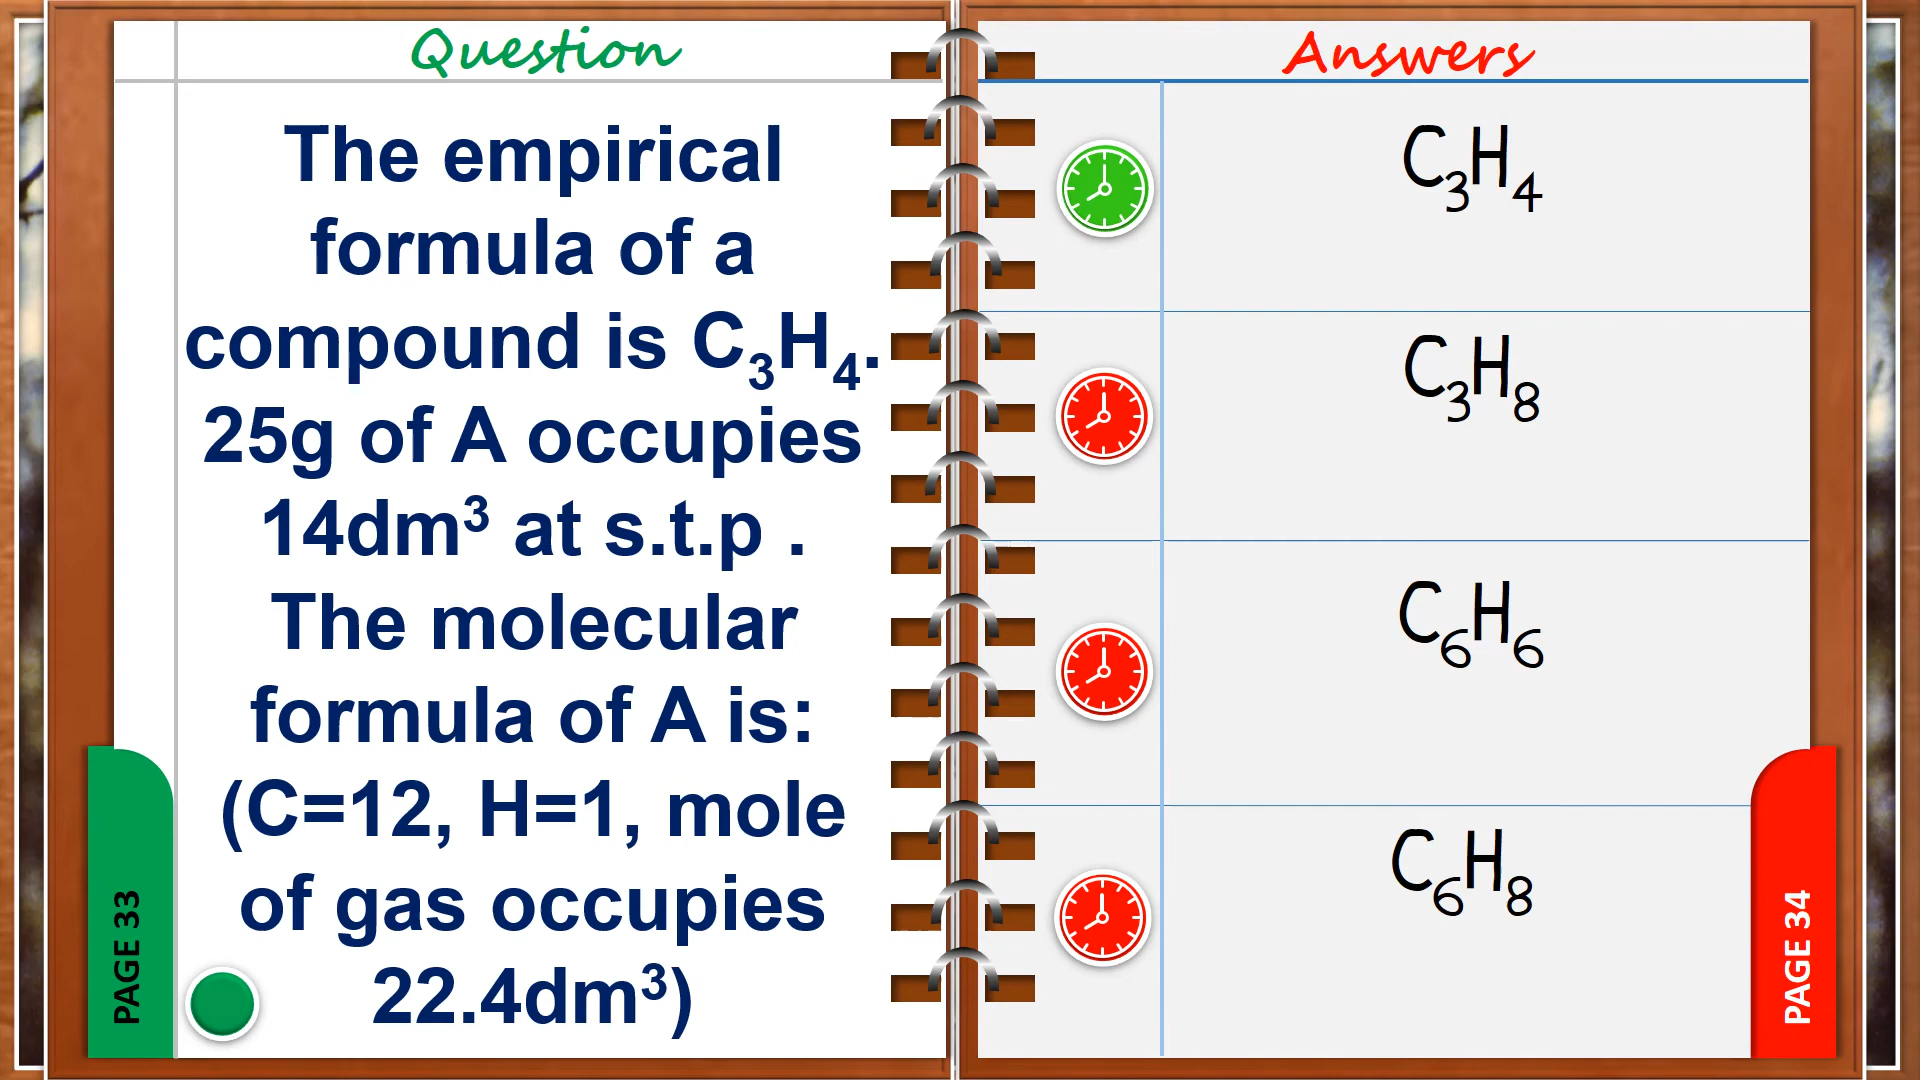 Question
The empirical
formula of a
compound is C₃H₄.
25g of A occupies
14dm³ at s.t.p .
The molecular
formula of A is:
(C=12, H=1, mole
of gas occupies
22.4dm³)
PAGE 33
Answers
C₃H₄
C₃H₈
C₆H₆
C₆H₈
PAGE 34